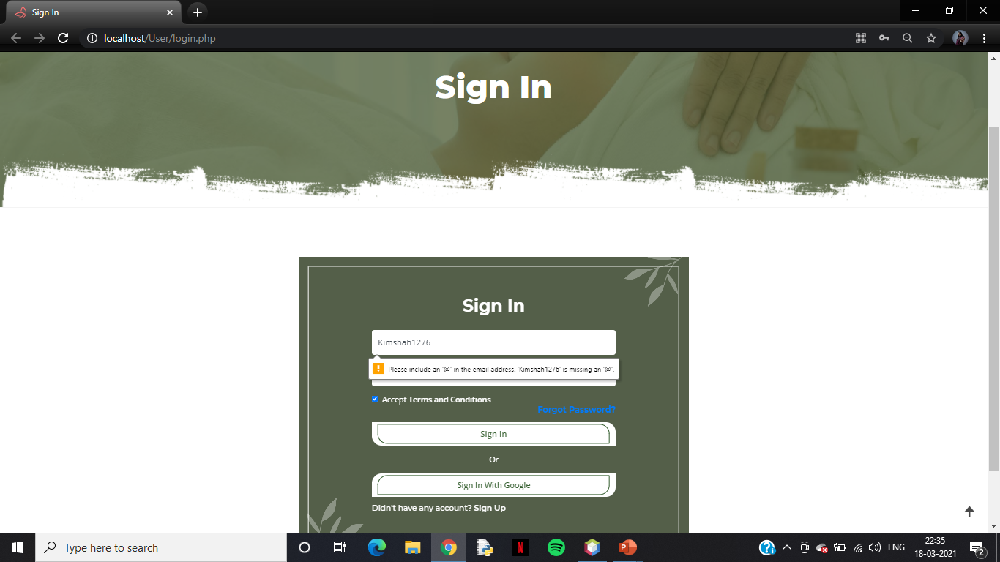 Sign In
localhost/User/login.php
Sign In
Sign In
Kimshah1276
Please include an '@' in the email address. 'Kimshah1276' is missing an '@'.
Accept Terms and Conditions
Forgot Password?
Sign In
Or
Sign In With Google
Didn't have any account? Sign Up
Type here to search
ENG
22:35
18-03-2021
2